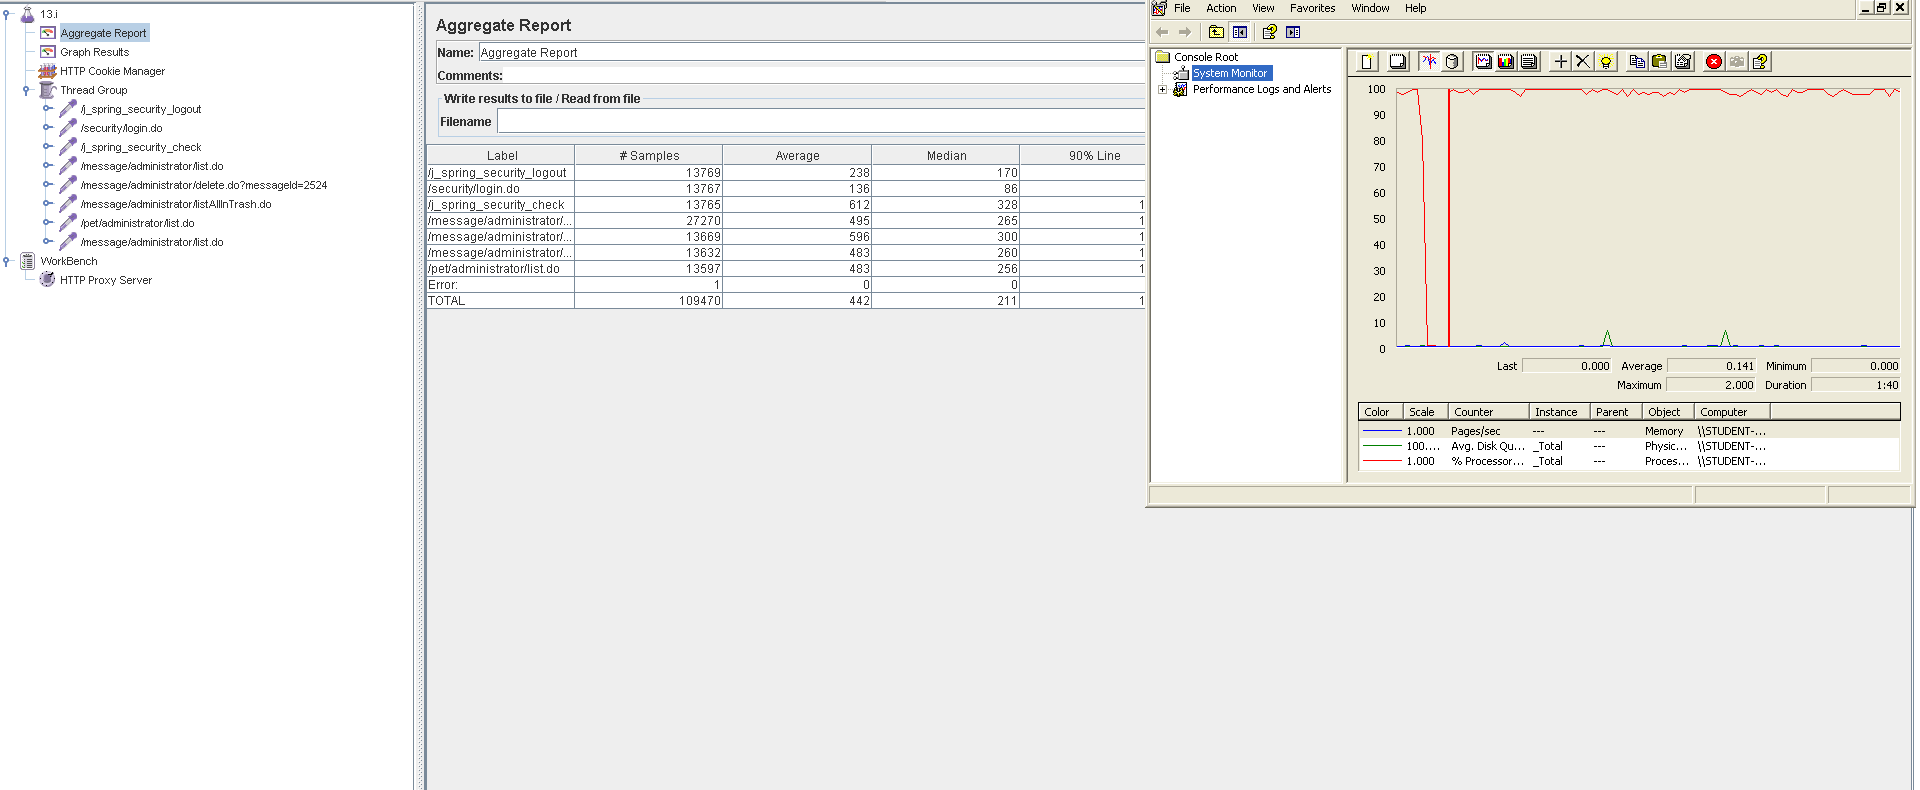 13.i
Aggregate Report
Graph Results
HTTP Cookie Manager
Thread Group
/j_spring_security_logout
/security/login.do
/j_spring_security_check
/message/administrator/list.do
/message/administrator/delete.do?messageId=2524
/message/administrator/listAllInTrash.do
/pet/administrator/list.do
/message/administrator/list.do
WorkBench
HTTP Proxy Server
Aggregate Report
Name: Aggregate Report
Comments:
Write results to file / Read from file
Filename
Label # Samples Average Median 90% Line
/j_spring_security_logout 13769 238 170
/security/login.do 13767 136 86
/j_spring_security_check 13765 612 328 1
/message/administrator/... 27270 495 265 1
/message/administrator/... 13669 596 300 1
/message/administrator/... 13632 483 260 1
/pet/administrator/list.do 13597 483 256 1
Error: 1 0 0
TOTAL 109470 442 211 1
File Action View Favorites Window Help
Console Root
System Monitor
Performance Logs and Alerts
100
90
80
70
60
50
40
30
20
10
0
Last 0.000 Average 0.141 Minimum 0.000
Maximum 2.000 Duration 1:40
Color Scale Counter Instance Parent Object Computer
1.000 Pages/sec --- --- Memory \\STUDENT-...
100.... Avg. Disk Qu... _Total --- Physic... \\STUDENT-...
1.000 % Processor... _Total --- Proces... \\STUDENT-...